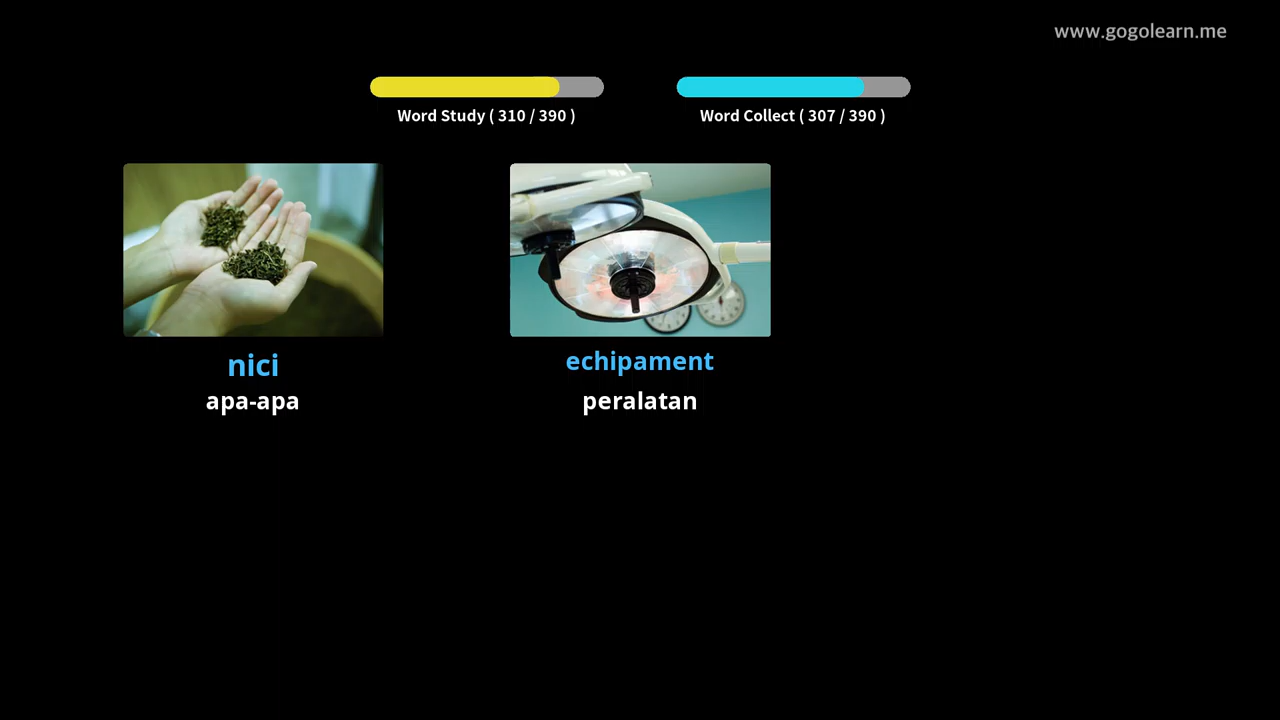 www.gogolearn.me
Word Study ( 310 / 390 )
Word Collect ( 307 / 390 )
nici
apa-apa
echipament
peralatan